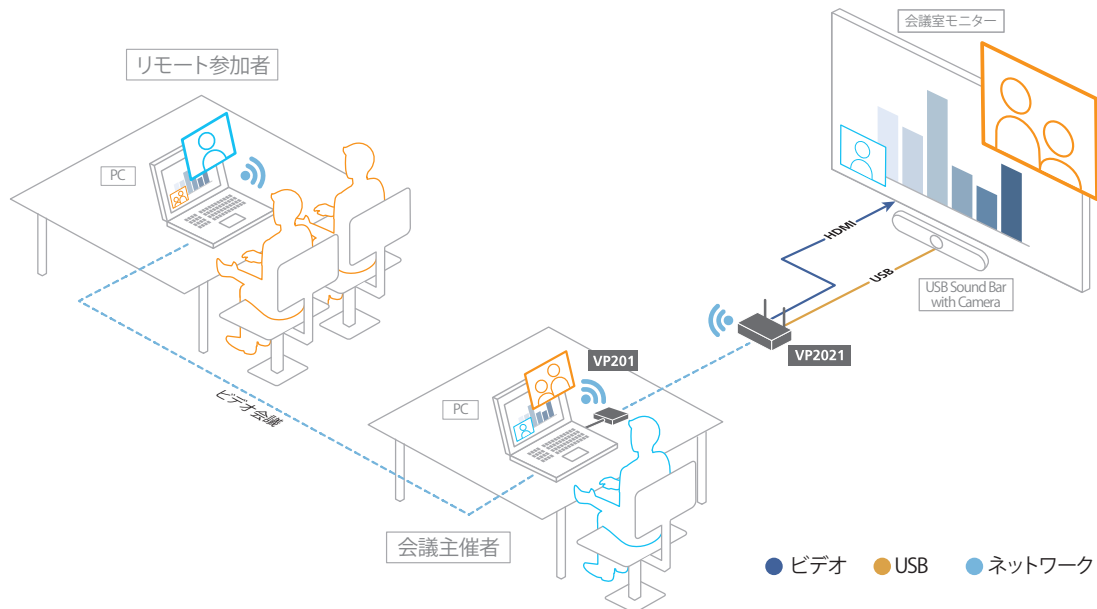 会議室モニター
リモート参加者
PC
HDMI
USB
USB Sound Bar
with Camera
VP2021
VP201
PC
ビデオ会議
会議主催者
ビデオ
USB
ネットワーク